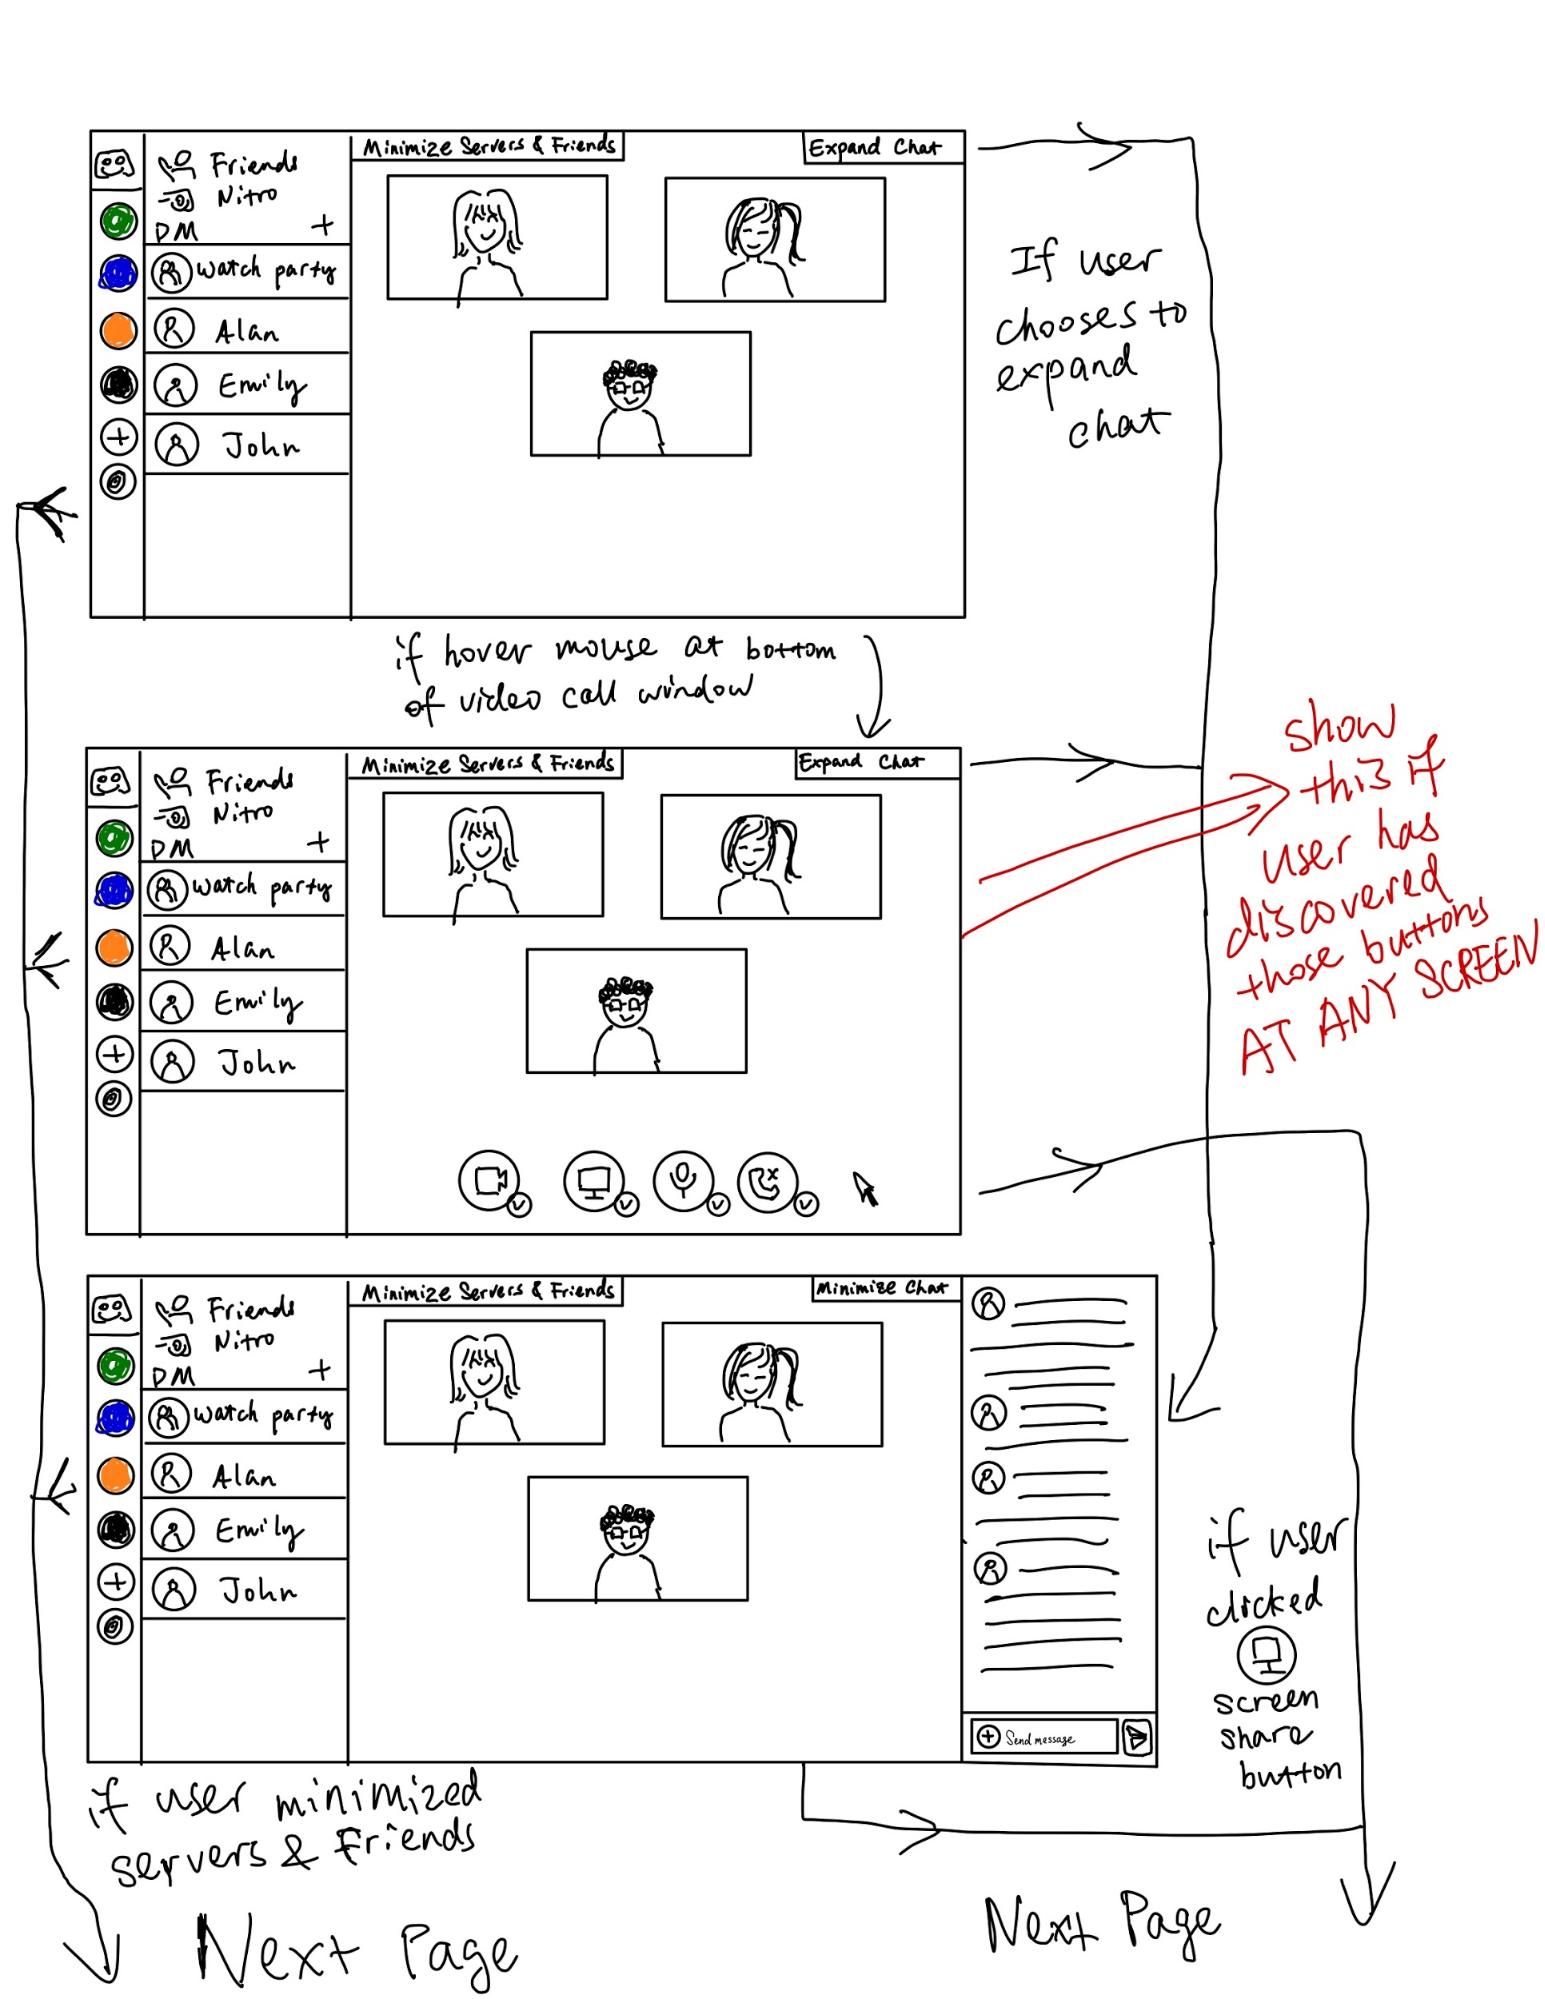 Minimize Servers & Friends
Expand Chat
Friends
Nitro
DM +
Watch party
Alan
Emily
John
If user
chooses to
expand
chat
if hover mouse at bottom
of video call window
Minimize Servers & Friends
Expand Chat
Friends
Nitro
DM +
Watch party
Alan
Emily
John
show
this if
user has
discovered
those buttons
AT ANY SCREEN
Minimize Servers & Friends
Minimize Chat
Friends
Nitro
DM +
Watch party
Alan
Emily
John
Send message
if user
clicked
screen
share
button
if user minimized
servers & Friends
Next Page
Next Page